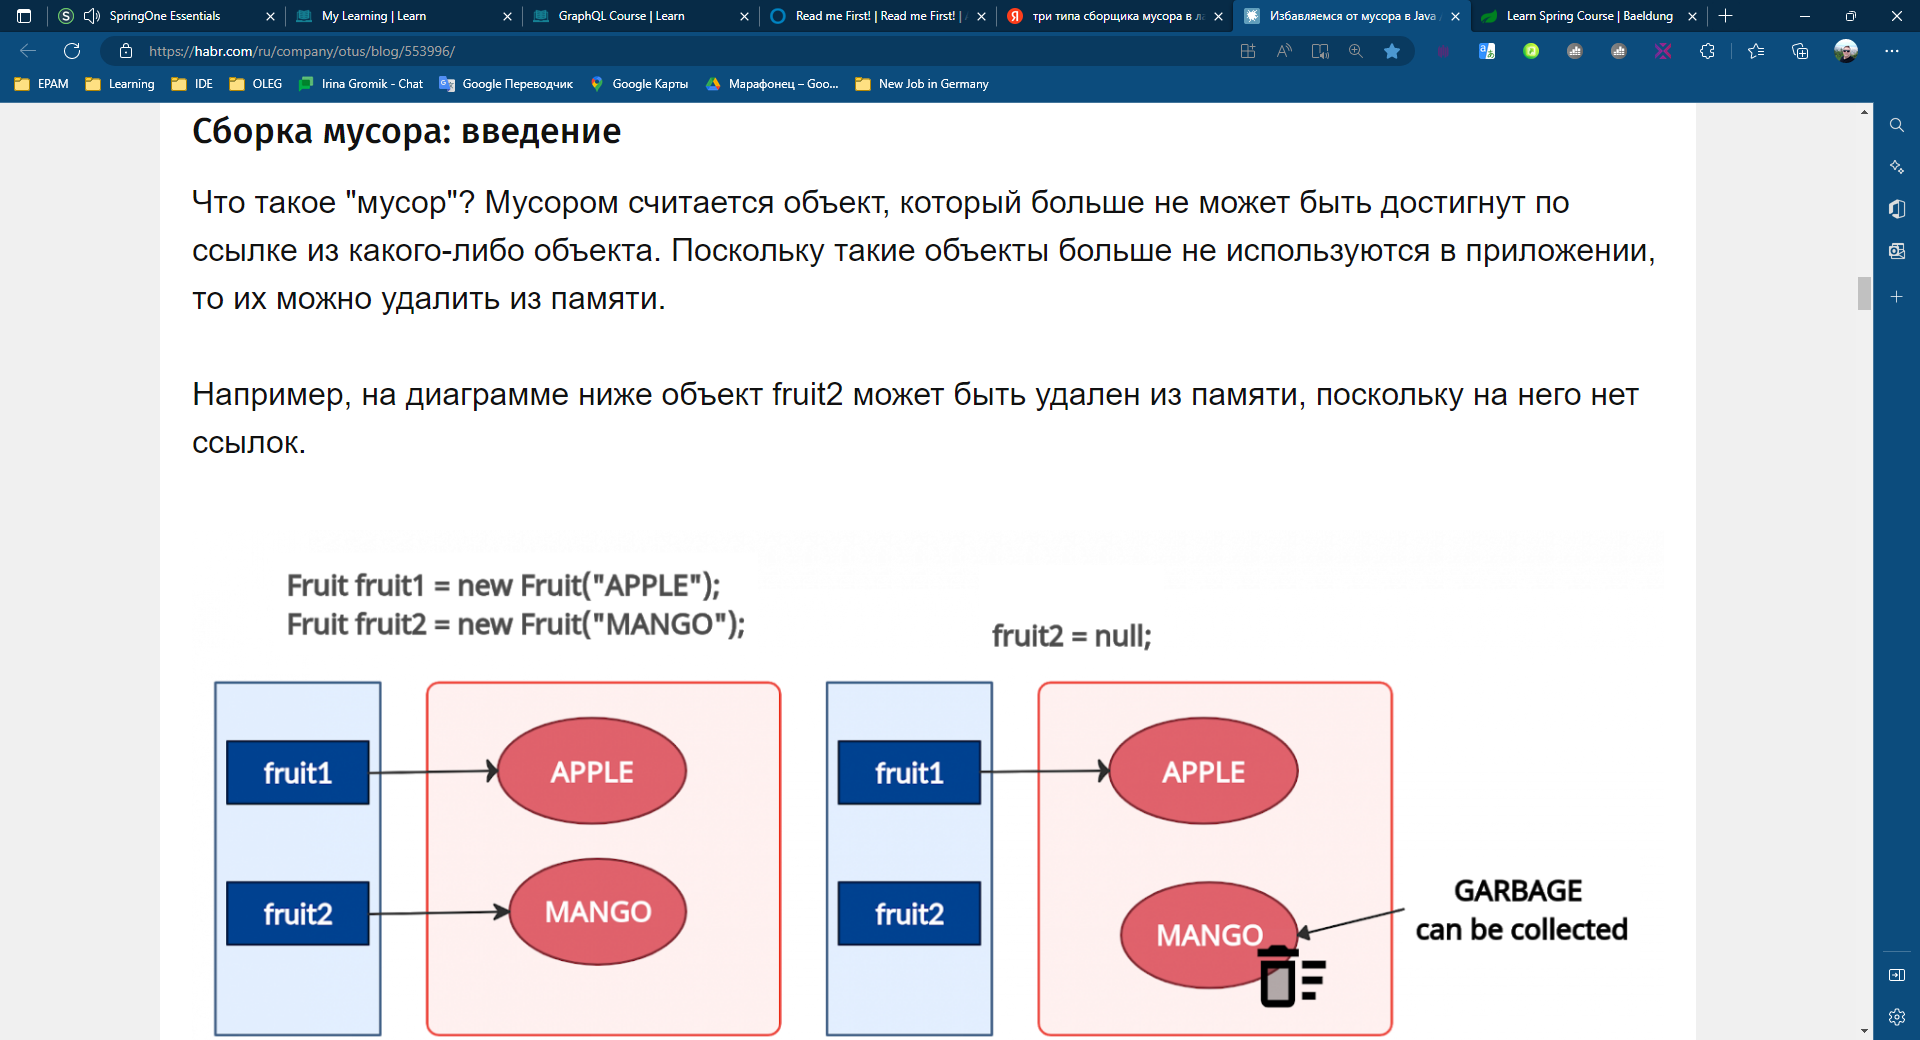 SpringOne Essentials
My Learning | Learn
GraphQL Course | Learn
Read me First! | Read me First! |
три типа сборщика мусора в
Избавляемся от мусора в Java
Learn Spring Course | Baeldung
https://habr.com/ru/company/otus/blog/553996/
EPAM
Learning
IDE
OLEG
Irina Gromik - Chat
Google Переводчик
Google Карты
Марафонец – Goo...
New Job in Germany
Сборка мусора: введение
Что такое "мусор"? Мусором считается объект, который больше не может быть достигнут по
ссылке из какого-либо объекта. Поскольку такие объекты больше не используются в приложении,
то их можно удалить из памяти.
Например, на диаграмме ниже объект fruit2 может быть удален из памяти, поскольку на него нет
ссылок.
Fruit fruit1 = new Fruit("APPLE");
Fruit fruit2 = new Fruit("MANGO");
fruit2 = null;
fruit1
APPLE
fruit1
APPLE
fruit2
MANGO
fruit2
MANGO
GARBAGE
can be collected